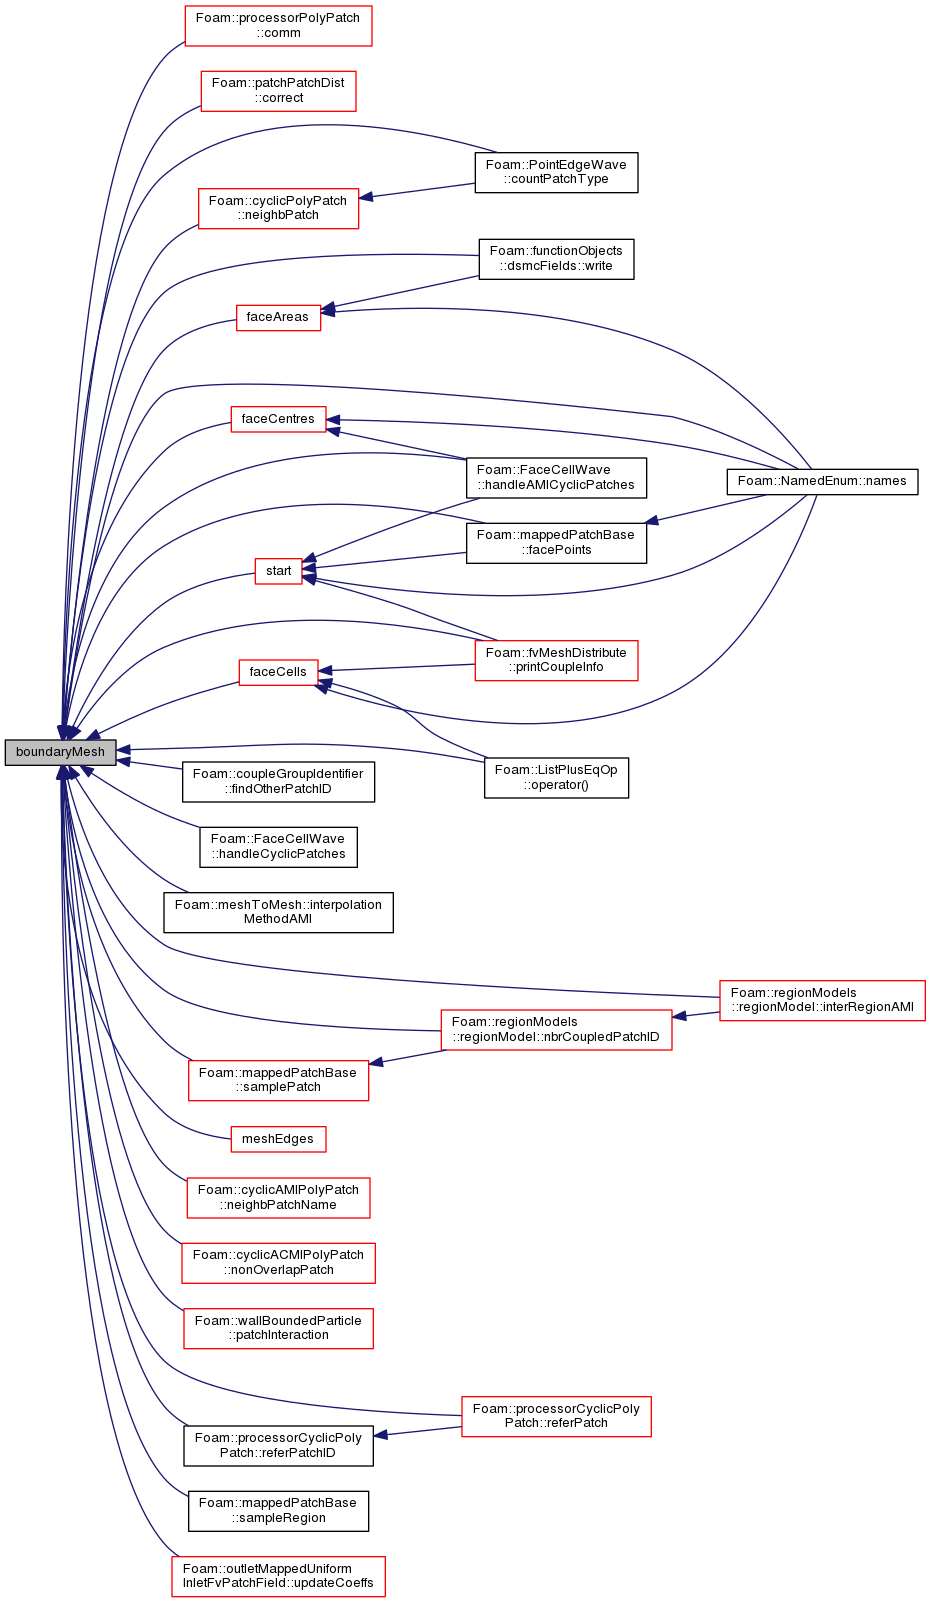 Foam::processorPolyPatch
::comm
Foam::patchPatchDist
::correct
Foam::PointEdgeWave
::countPatchType
Foam::cyclicPolyPatch
::neighbPatch
Foam::functionObjects
::dsmcFields::write
faceAreas
faceCentres
Foam::FaceCellWave
::handleAMICyclicPatches
Foam::NamedEnum::names
Foam::mappedPatchBase
::facePoints
start
Foam::fvMeshDistribute
::printCoupleInfo
faceCells
boundaryMesh
Foam::coupleGroupIdentifier
::findOtherPatchID
Foam::ListPlusEqOp
::operator()
Foam::FaceCellWave
::handleCyclicPatches
Foam::meshToMesh::interpolation
MethodAMI
Foam::regionModels
::regionModel::interRegionAMI
Foam::regionModels
::regionModel::nbrCoupledPatchID
Foam::mappedPatchBase
::samplePatch
meshEdges
Foam::cyclicAMIPolyPatch
::neighbPatchName
Foam::cyclicACMIPolyPatch
::nonOverlapPatch
Foam::wallBoundedParticle
::patchInteraction
Foam::processorCyclicPoly
Patch::referPatch
Foam::processorCyclicPoly
Patch::referPatchID
Foam::mappedPatchBase
::sampleRegion
Foam::outletMappedUniform
InletFvPatchField::updateCoeffs